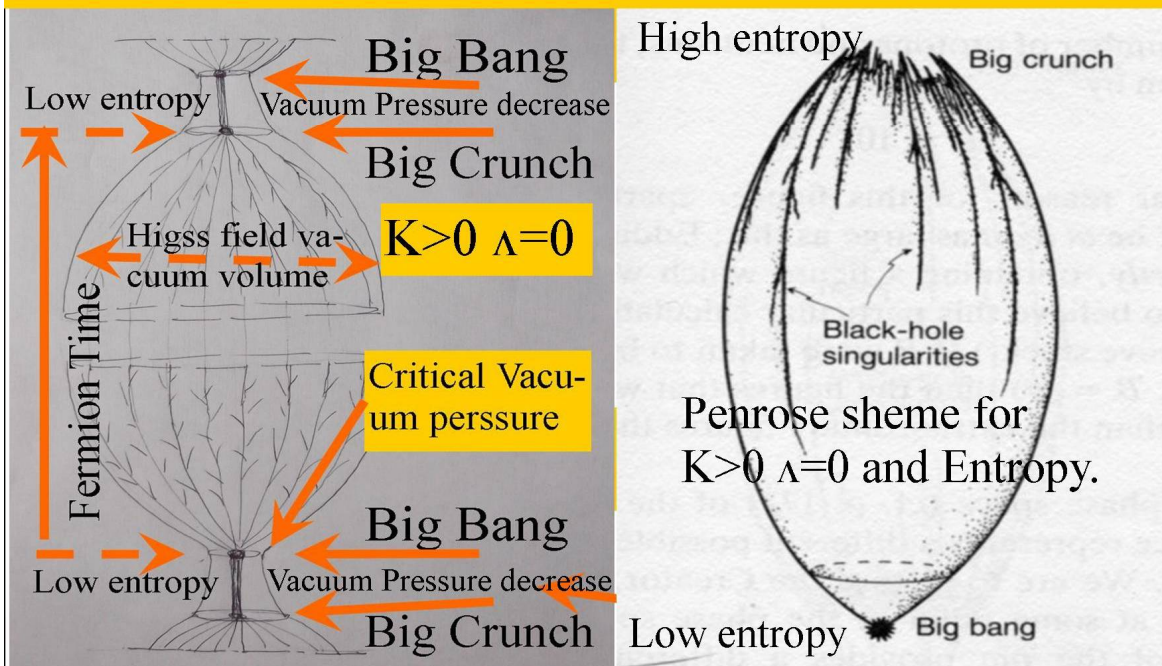 Big Bang
Low entropy
Vacuum Pressure decrease
Big Crunch
Higss field va-
cuum volume
K>0 Λ=0
Fermion Time
Critical Vacu-
um perssure
Big Bang
Low entropy
Vacuum Pressure decrease
Big Crunch
High entropy
Big crunch
Black-hole
singularities
Penrose sheme for
K>0 Λ=0 and Entropy.
Low entropy
Big bang